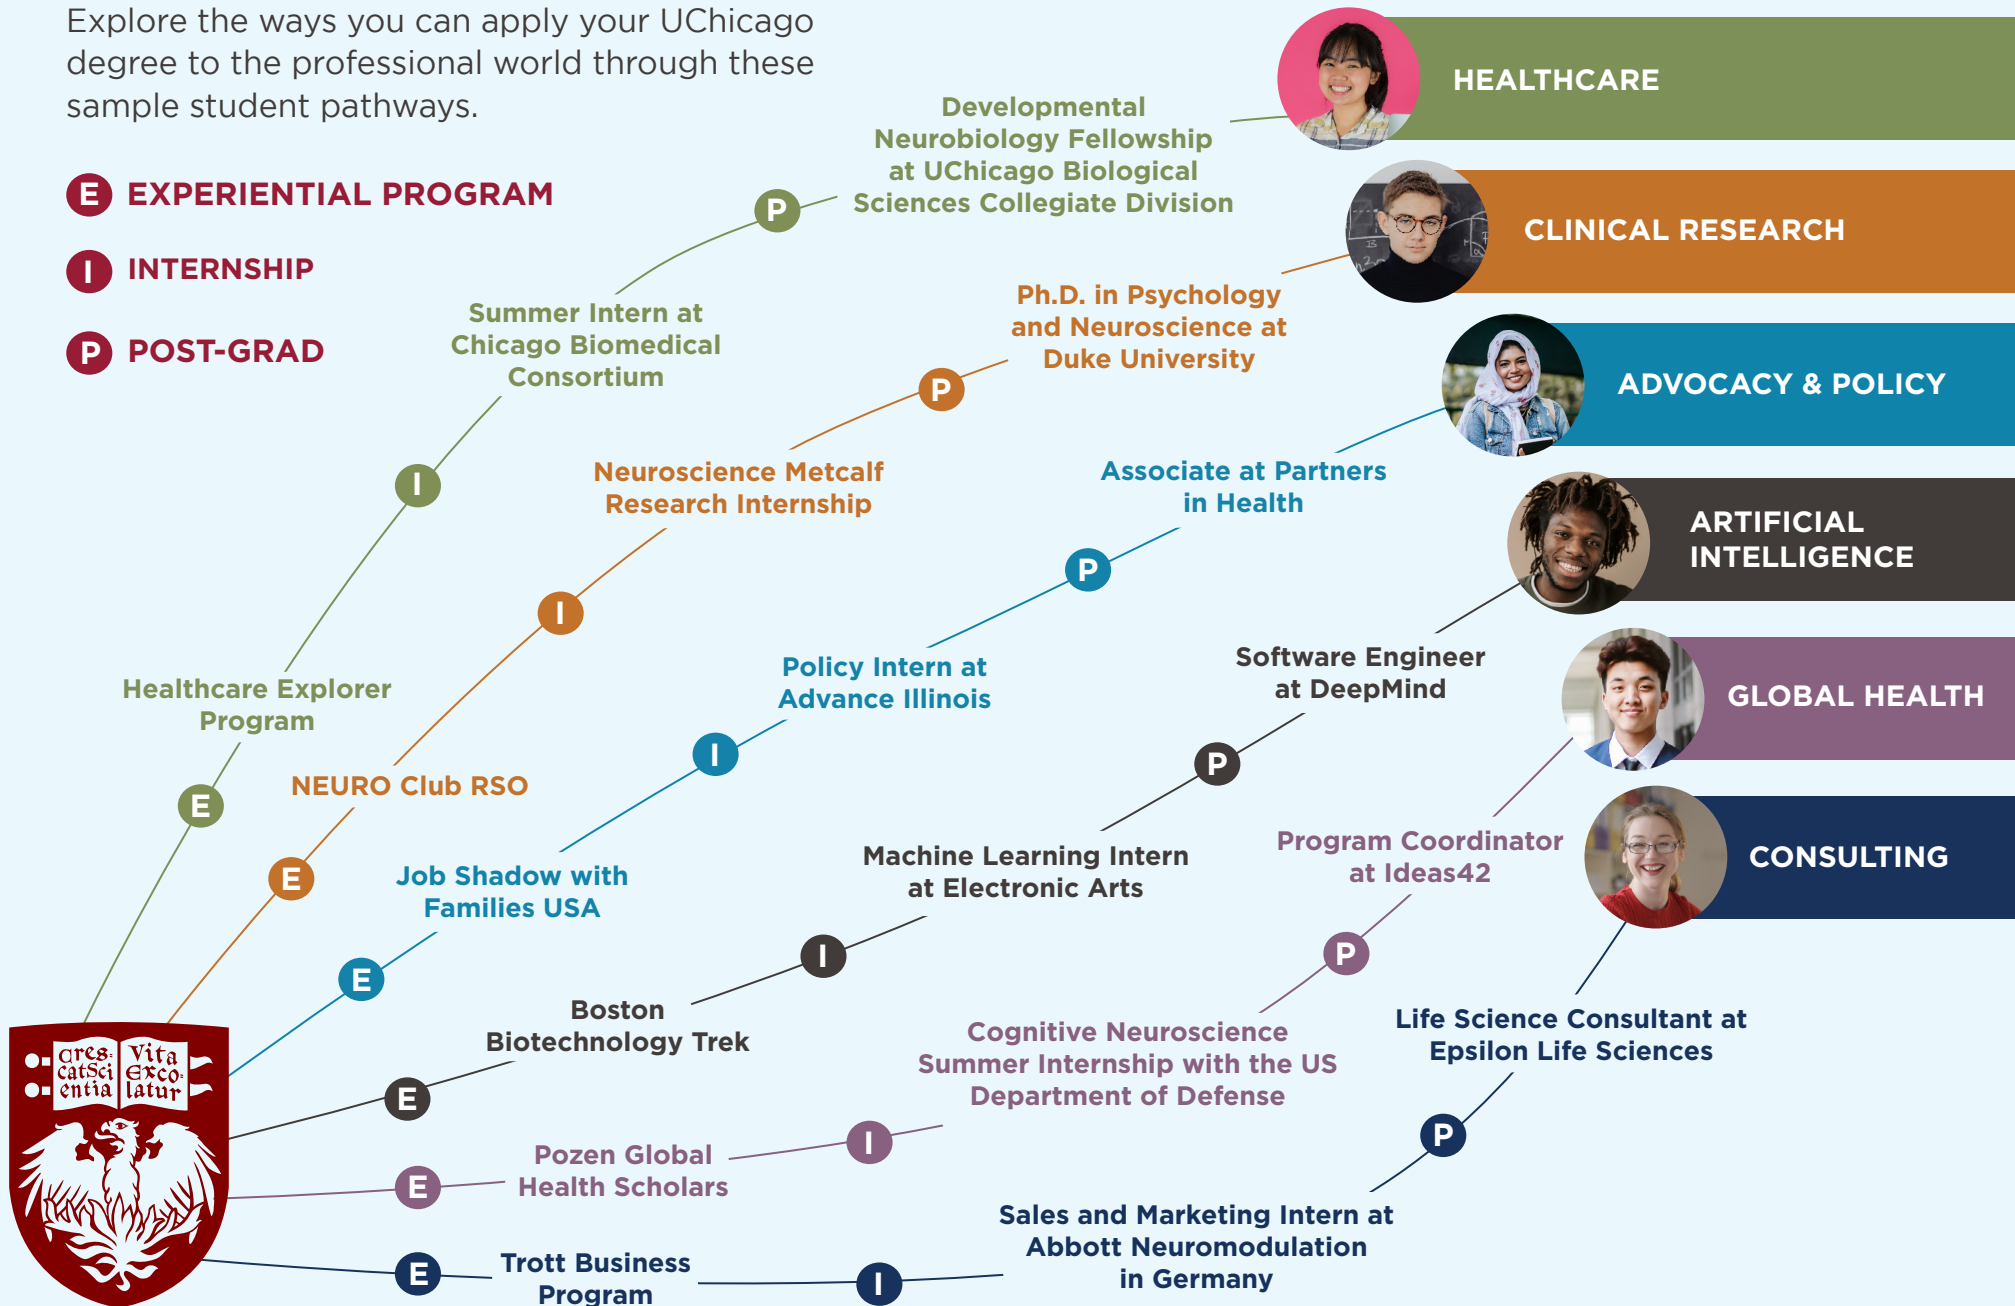 Explore the ways you can apply your UChicago
degree to the professional world through these
sample student pathways.
E EXPERIENTIAL PROGRAM
I INTERNSHIP
P POST-GRAD
HEALTHCARE
Developmental
Neurobiology Fellowship
at UChicago Biological
Sciences Collegiate Division
P
Summer Intern at
Chicago Biomedical
Consortium
I
Healthcare Explorer
Program
E
CLINICAL RESEARCH
Ph.D. in Psychology
and Neuroscience at
Duke University
P
Neuroscience Metcalf
Research Internship
I
NEURO Club RSO
E
ADVOCACY & POLICY
Associate at Partners
in Health
P
Policy Intern at
Advance Illinois
I
Job Shadow with
Families USA
E
ARTIFICIAL
INTELLIGENCE
Software Engineer
at DeepMind
P
Machine Learning Intern
at Electronic Arts
I
Boston
Biotechnology Trek
E
GLOBAL HEALTH
Program Coordinator
at Ideas42
P
Cognitive Neuroscience
Summer Internship with the US
Department of Defense
I
Pozen Global
Health Scholars
E
CONSULTING
Life Science Consultant at
Epsilon Life Sciences
P
Sales and Marketing Intern at
Abbott Neuromodulation
in Germany
I
Trott Business
Program
E
Cres-
catSci
entia
Vita
Exco-
latur